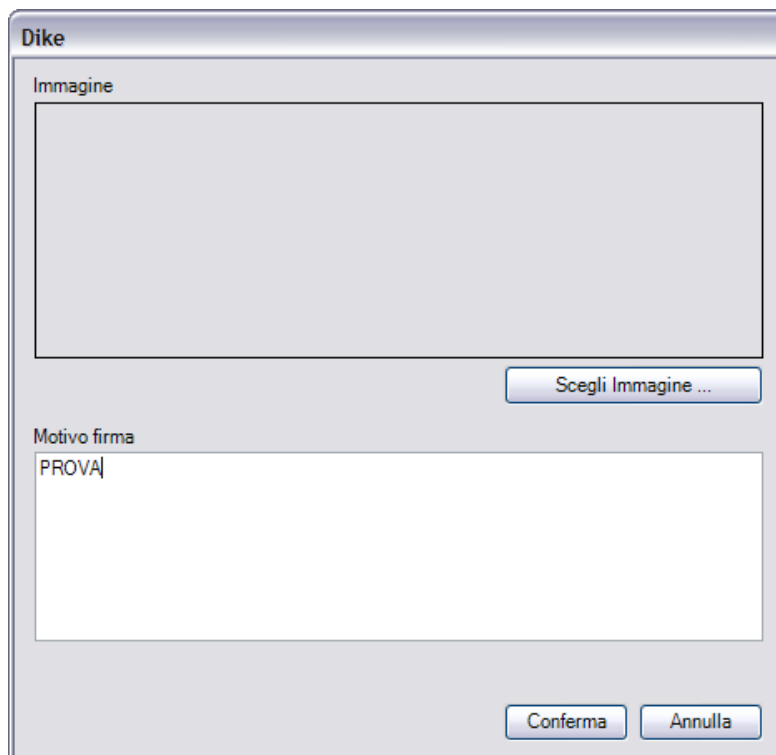 Dike
Immagine
Scegli Immagine ...
Motivo firma
PROVA
Conferma Annulla